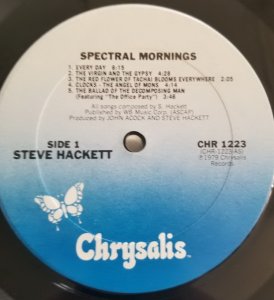 SPECTRAL MORNINGS
1. EVERY DAY 6:15
2. THE VIRGIN AND THE GYPSY 4:28
3. THE RED FLOWER OF TACHAI BLOOMS EVERYWHERE 2:05
4. CLOCKS - THE ANGEL OF MONS 4:14
5. THE BALLAD OF THE DECOMPOSING MAN
(Featuring "The Office Party") 3:48
All songs composed by S. Hackett
Published by WB Music Corp. (ASCAP)
Produced by JOHN ACOCK AND STEVE HACKETT
SIDE 1
STEVE HACKETT
CHR 1223
(CHR-1223-AS)
℗1979 Chrysalis
Records
Chrysalis TM